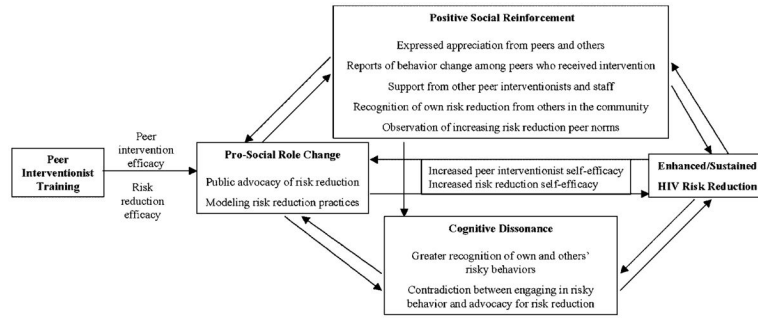 Positive Social Reinforcement
Expressed appreciation from peers and others
Reports of behavior change among peers who received intervention
Support from other peer interventionists and staff
Recognition of own risk reduction from others in the community
Observation of increasing risk reduction peer norms
Peer
Interventionist
Training
Peer
intervention
efficacy
Risk
reduction
efficacy
Pro-Social Role Change
Public advocacy of risk reduction
Modeling risk reduction practices
Increased peer interventionist self-efficacy
Increased risk reduction self-efficacy
Enhanced/Sustained
HIV Risk Reduction
Cognitive Dissonance
Greater recognition of own and others’
risky behaviors
Contradiction between engaging in risky
behavior and advocacy for risk reduction